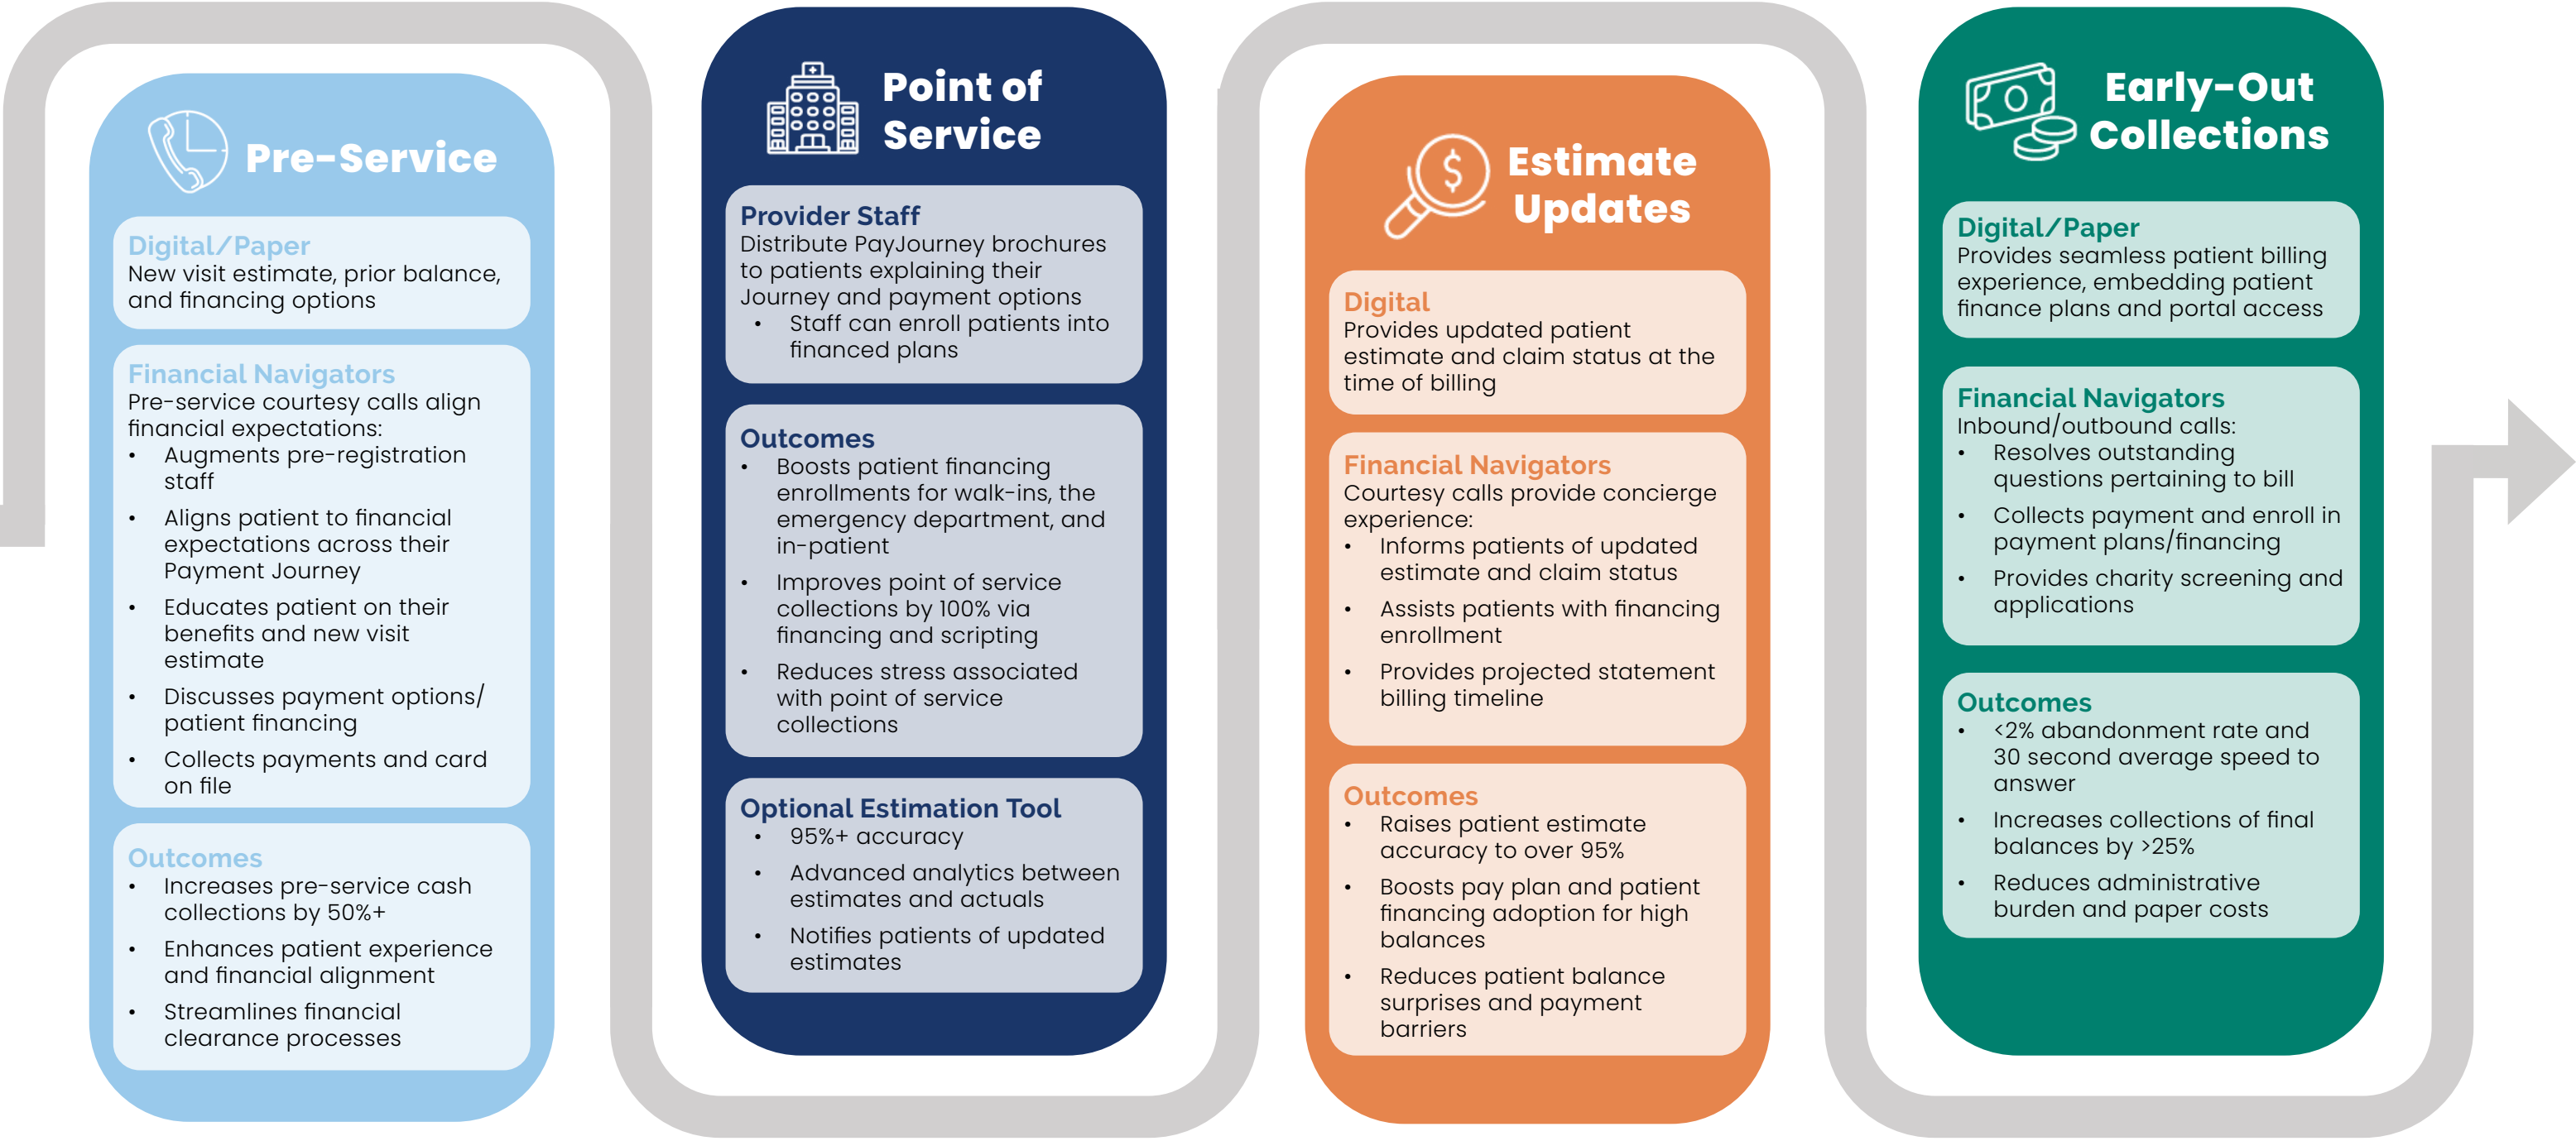 Pre-Service
Digital/Paper
New visit estimate, prior balance,
and financing options
Financial Navigators
Pre-service courtesy calls align
financial expectations:
• Augments pre-registration
staff
• Aligns patient to financial
expectations across their
Payment Journey
• Educates patient on their
benefits and new visit
estimate
• Discusses payment options/
patient financing
• Collects payments and card
on file
Outcomes
• Increases pre-service cash
collections by 50%+
• Enhances patient experience
and financial alignment
• Streamlines financial
clearance processes
Point of
Service
Provider Staff
Distribute PayJourney brochures
to patients explaining their
Journey and payment options
• Staff can enroll patients into
financed plans
Outcomes
• Boosts patient financing
enrollments for walk-ins, the
emergency department, and
in-patient
• Improves point of service
collections by 100% via
financing and scripting
• Reduces stress associated
with point of service
collections
Optional Estimation Tool
• 95%+ accuracy
• Advanced analytics between
estimates and actuals
• Notifies patients of updated
estimates
$
Estimate
Updates
Digital
Provides updated patient
estimate and claim status at the
time of billing
Financial Navigators
Courtesy calls provide concierge
experience:
• Informs patients of updated
estimate and claim status
• Assists patients with financing
enrollment
• Provides projected statement
billing timeline
Outcomes
• Raises patient estimate
accuracy to over 95%
• Boosts pay plan and patient
financing adoption for high
balances
• Reduces patient balance
surprises and payment
barriers
Early-Out
Collections
Digital/Paper
Provides seamless patient billing
experience, embedding patient
finance plans and portal access
Financial Navigators
Inbound/outbound calls:
• Resolves outstanding
questions pertaining to bill
• Collects payment and enroll in
payment plans/financing
• Provides charity screening and
applications
Outcomes
• <2% abandonment rate and
30 second average speed to
answer
• Increases collections of final
balances by >25%
• Reduces administrative
burden and paper costs